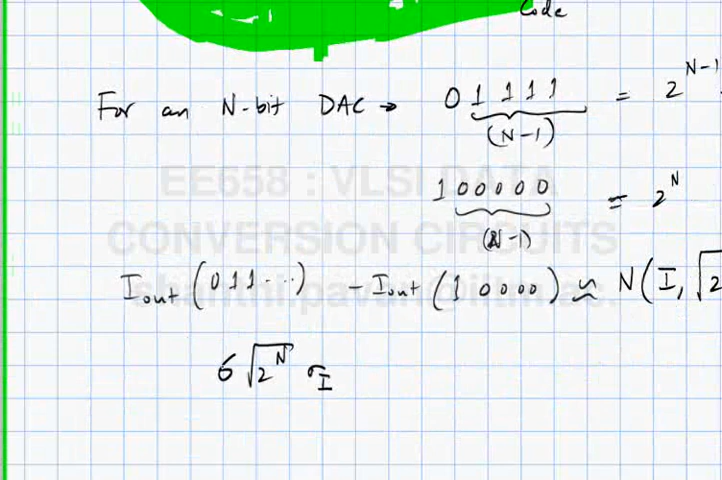 Code
For an N-bit DAC → 0 1 1 1 1 = 2^{N-1}
(N-1)
1 0 0 0 0 0 = 2^N
(N-1)
EE658 : VLSI DATA
CONVERSION CIRCUITS
I_out (0 1 1 ...) - I_out (1 0 0 0 0) ≈ N(I, √2
6 √2^N σ_I